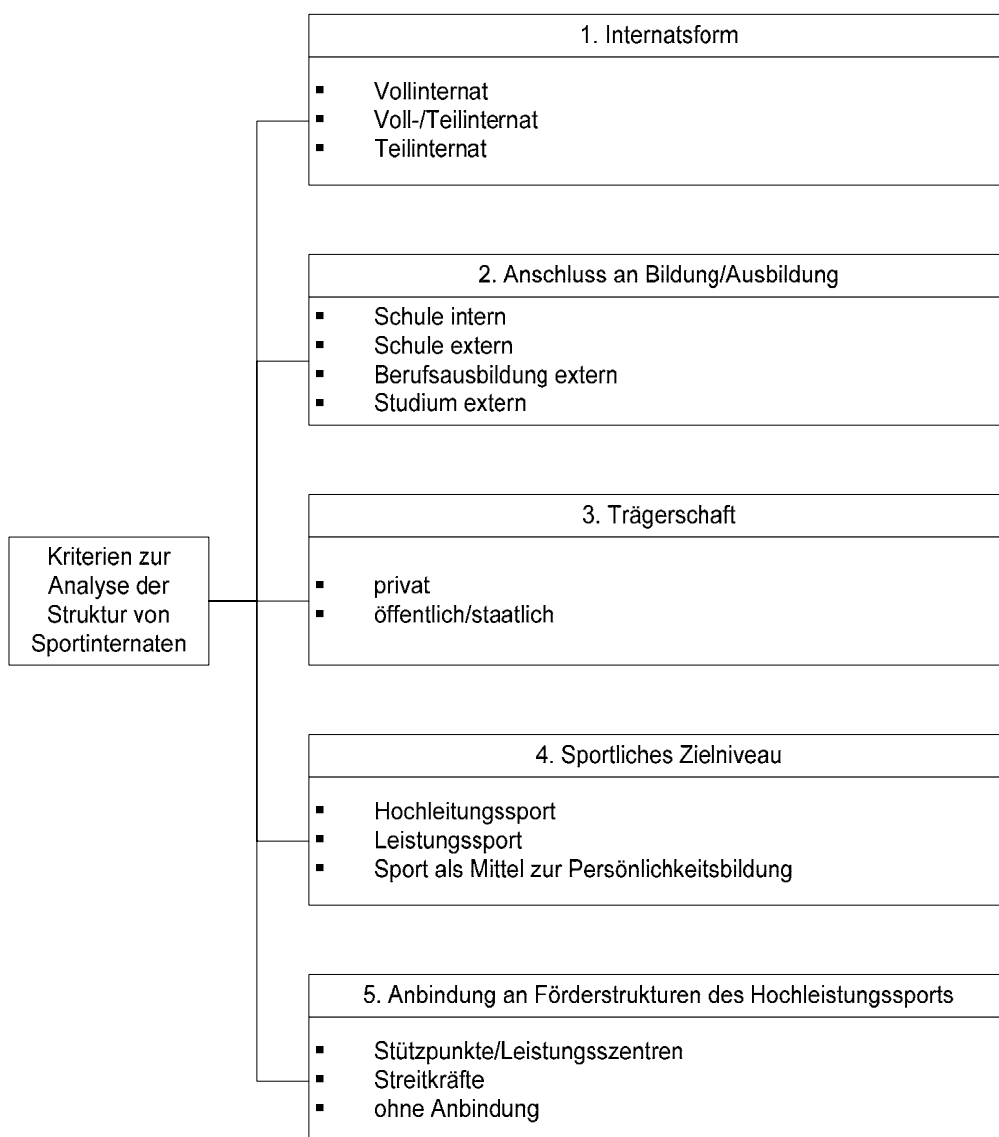 1. Internatsform
▪ Vollinternat
▪ Voll-/Teilinternat
▪ Teilinternat
2. Anschluss an Bildung/Ausbildung
▪ Schule intern
▪ Schule extern
▪ Berufsausbildung extern
▪ Studium extern
3. Trägerschaft
▪ privat
▪ öffentlich/staatlich
Kriterien zur
Analyse der
Struktur von
Sportinternaten
4. Sportliches Zielniveau
▪ Hochleitungssport
▪ Leistungssport
▪ Sport als Mittel zur Persönlichkeitsbildung
5. Anbindung an Förderstrukturen des Hochleistungssports
▪ Stützpunkte/Leistungsszentren
▪ Streitkräfte
▪ ohne Anbindung